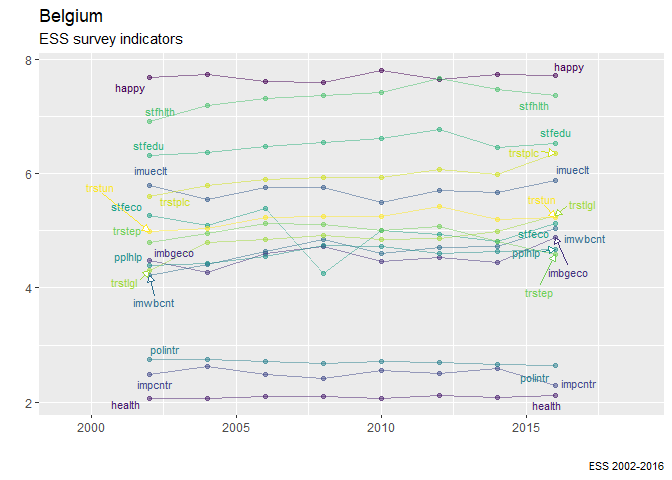 Belgium
ESS survey indicators
8
happy
happy
stfhlth
stfhlth
stfedu
stfedu
trstplc
imueclt
imueclt
6
trstun
trstplc
trstun
trstlgl
stfeco
trstep
stfeco
imwbcnt
pplhlp
imbgeco
pplhlp
trstlgl
imbgeco
4
imwbcnt
trstep
polintr
polintr
impcntr
impcntr
2
health
health
2000
2005
2010
2015
ESS 2002-2016